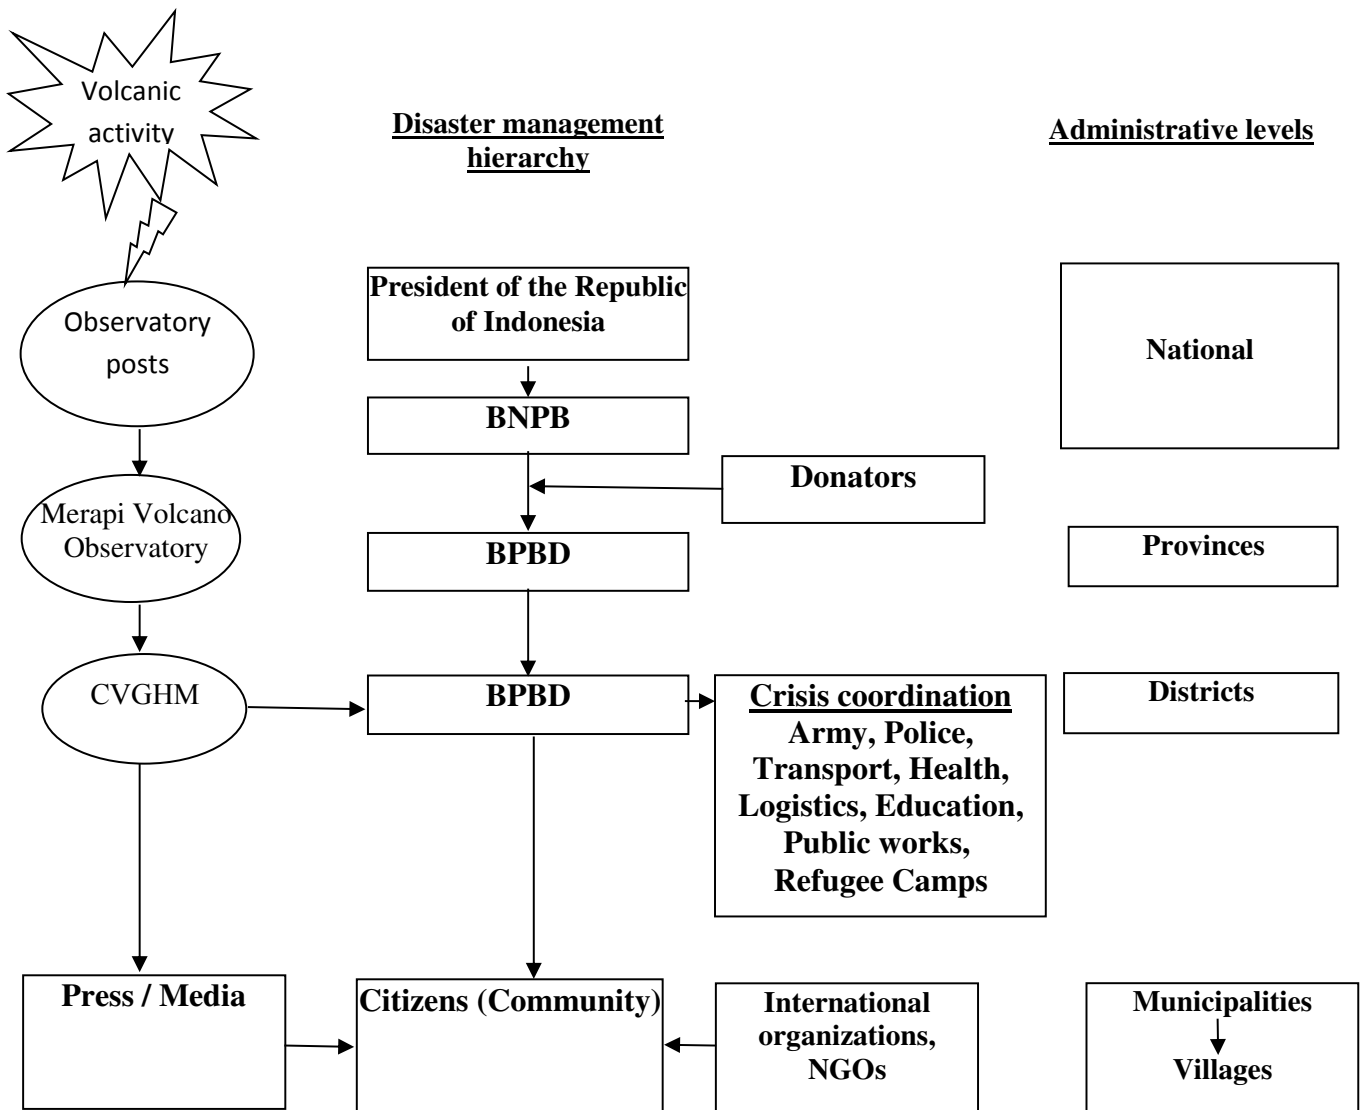 Volcanic
activity
Disaster management
hierarchy
Administrative levels
Observatory
posts
President of the Republic
of Indonesia
National
BNPB
Donators
Merapi Volcano
Observatory
BPBD
Provinces
CVGHM
BPBD
Crisis coordination
Army, Police,
Transport, Health,
Logistics, Education,
Public works,
Refugee Camps
Districts
Press / Media
Citizens (Community)
International
organizations,
NGOs
Municipalities
Villages